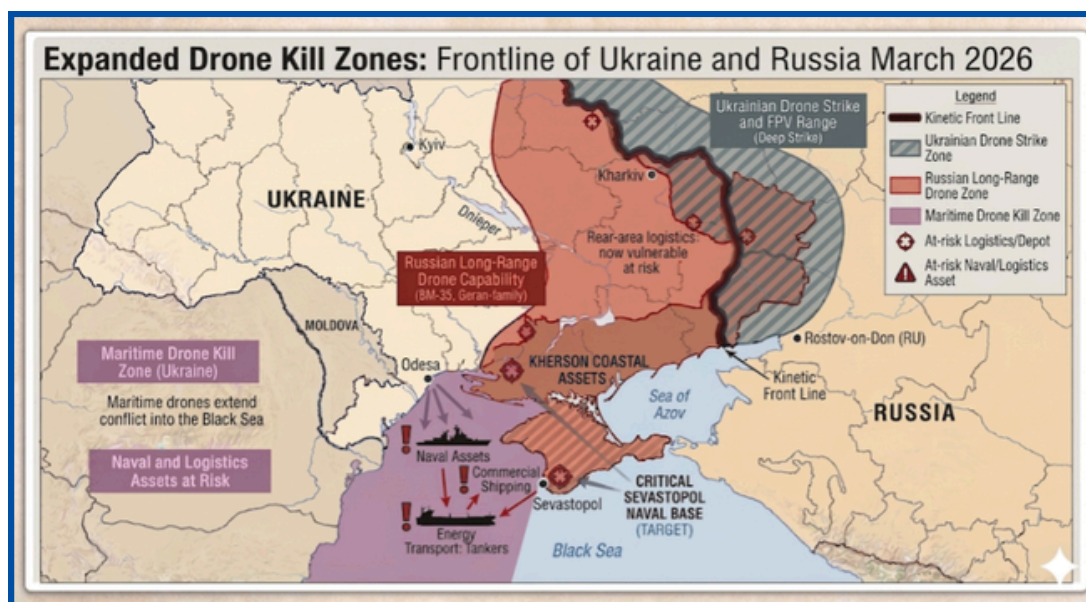 Expanded Drone Kill Zones: Frontline of Ukraine and Russia March 2026
Ukrainian Drone Strike
and FPV Range
(Deep Strike)
Legend
Kinetic Front Line
Ukrainian Drone Strike
Zone
Russian Long-Range
Drone Zone
Maritime Drone Kill Zone
At-risk Logistics/Depot
At-risk Naval/Logistics
Asset
Kyiv
UKRAINE
Dnieper
Kharkiv
Rear-area logistics
now vulnerable
at risk
Russian Long-Range
Drone Capability
(BM-35, Geran-family)
MOLDOVA
Odesa
Maritime Drone Kill
Zone (Ukraine)
Maritime drones extend
conflict into the Black Sea
Naval and Logistics
Assets at Risk
KHERSON COASTAL
ASSETS
Sea of
Azov
Rostov-on-Don (RU)
Kinetic
Front Line
RUSSIA
! Naval Assets
! Commercial
Shipping
! Energy
Transport: Tankers
Sevastopol
CRITICAL
SEVASTOPOL
NAVAL BASE
(TARGET)
Black Sea